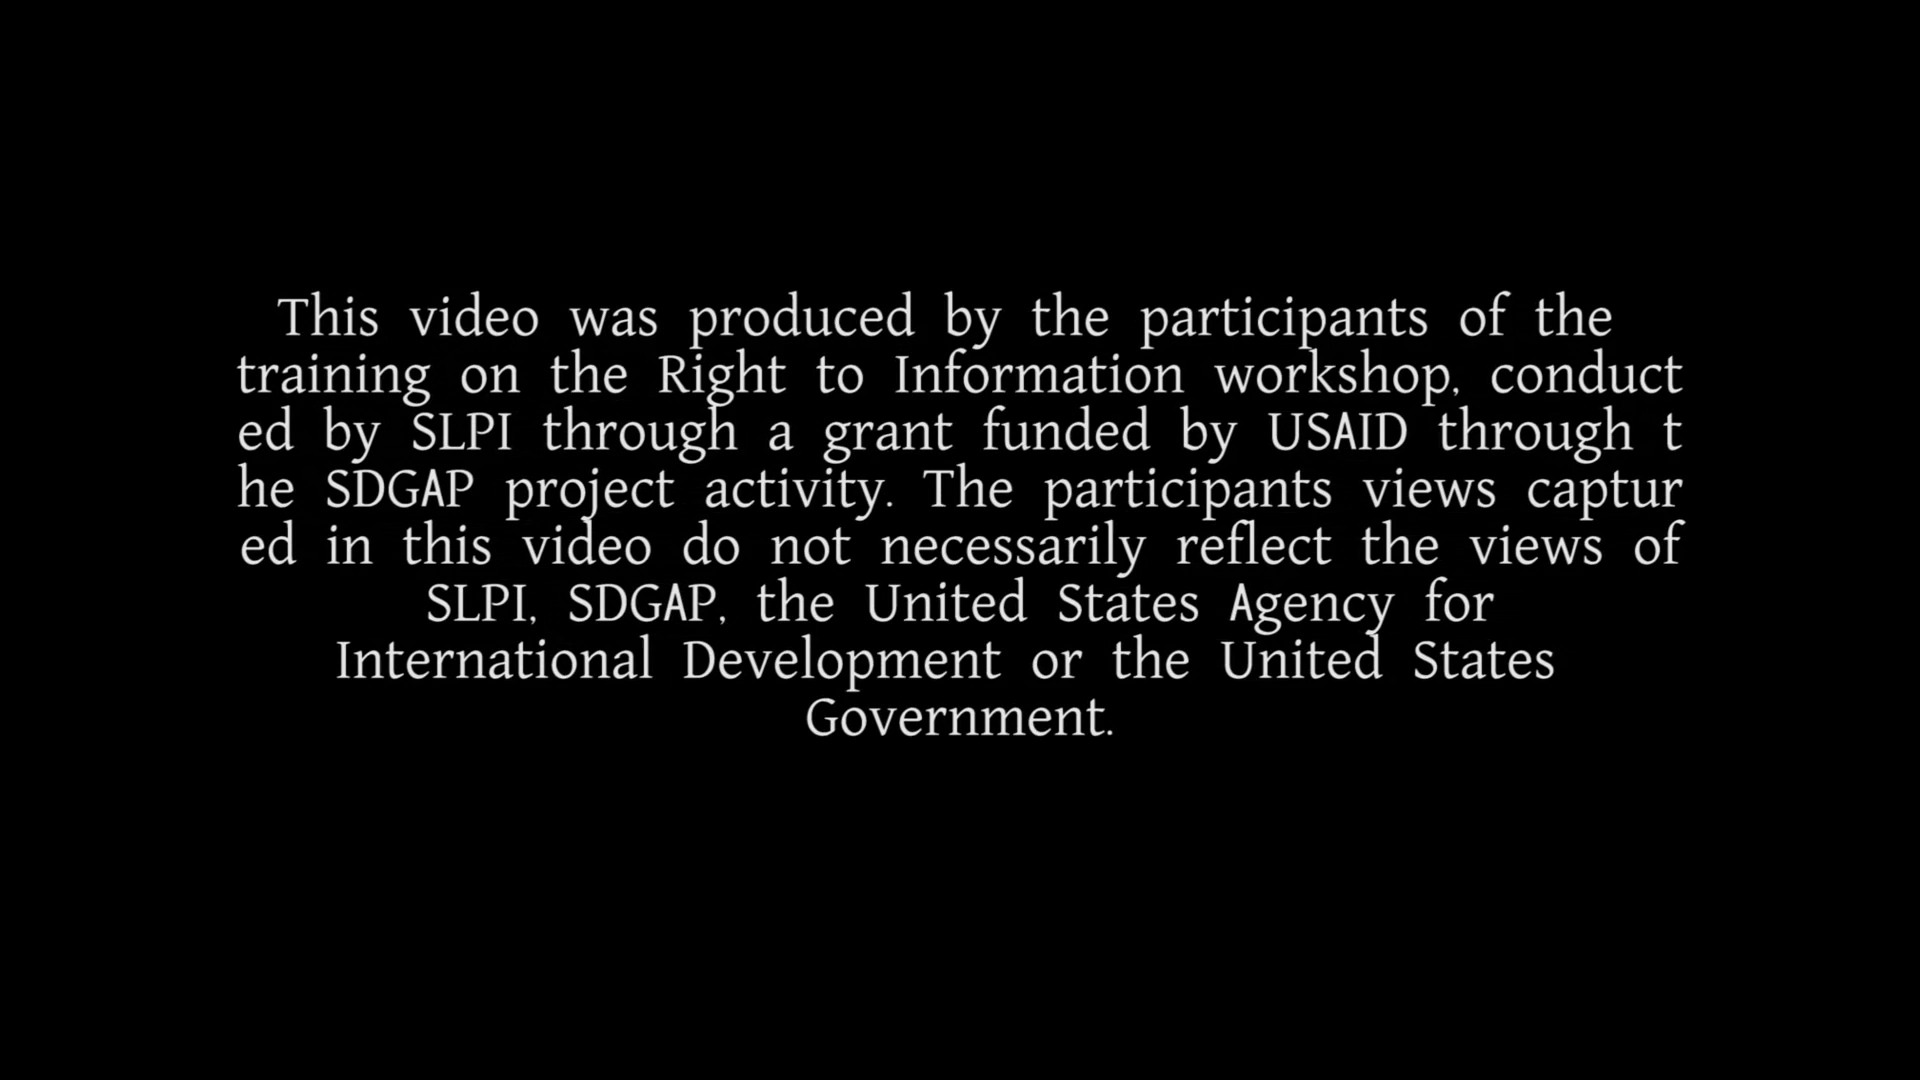 This video was produced by the participants of the
training on the Right to Information workshop, conduct
ed by SLPI through a grant funded by USAID through t
he SDGAP project activity. The participants views captur
ed in this video do not necessarily reflect the views of
SLPI, SDGAP, the United States Agency for
International Development or the United States
Government.